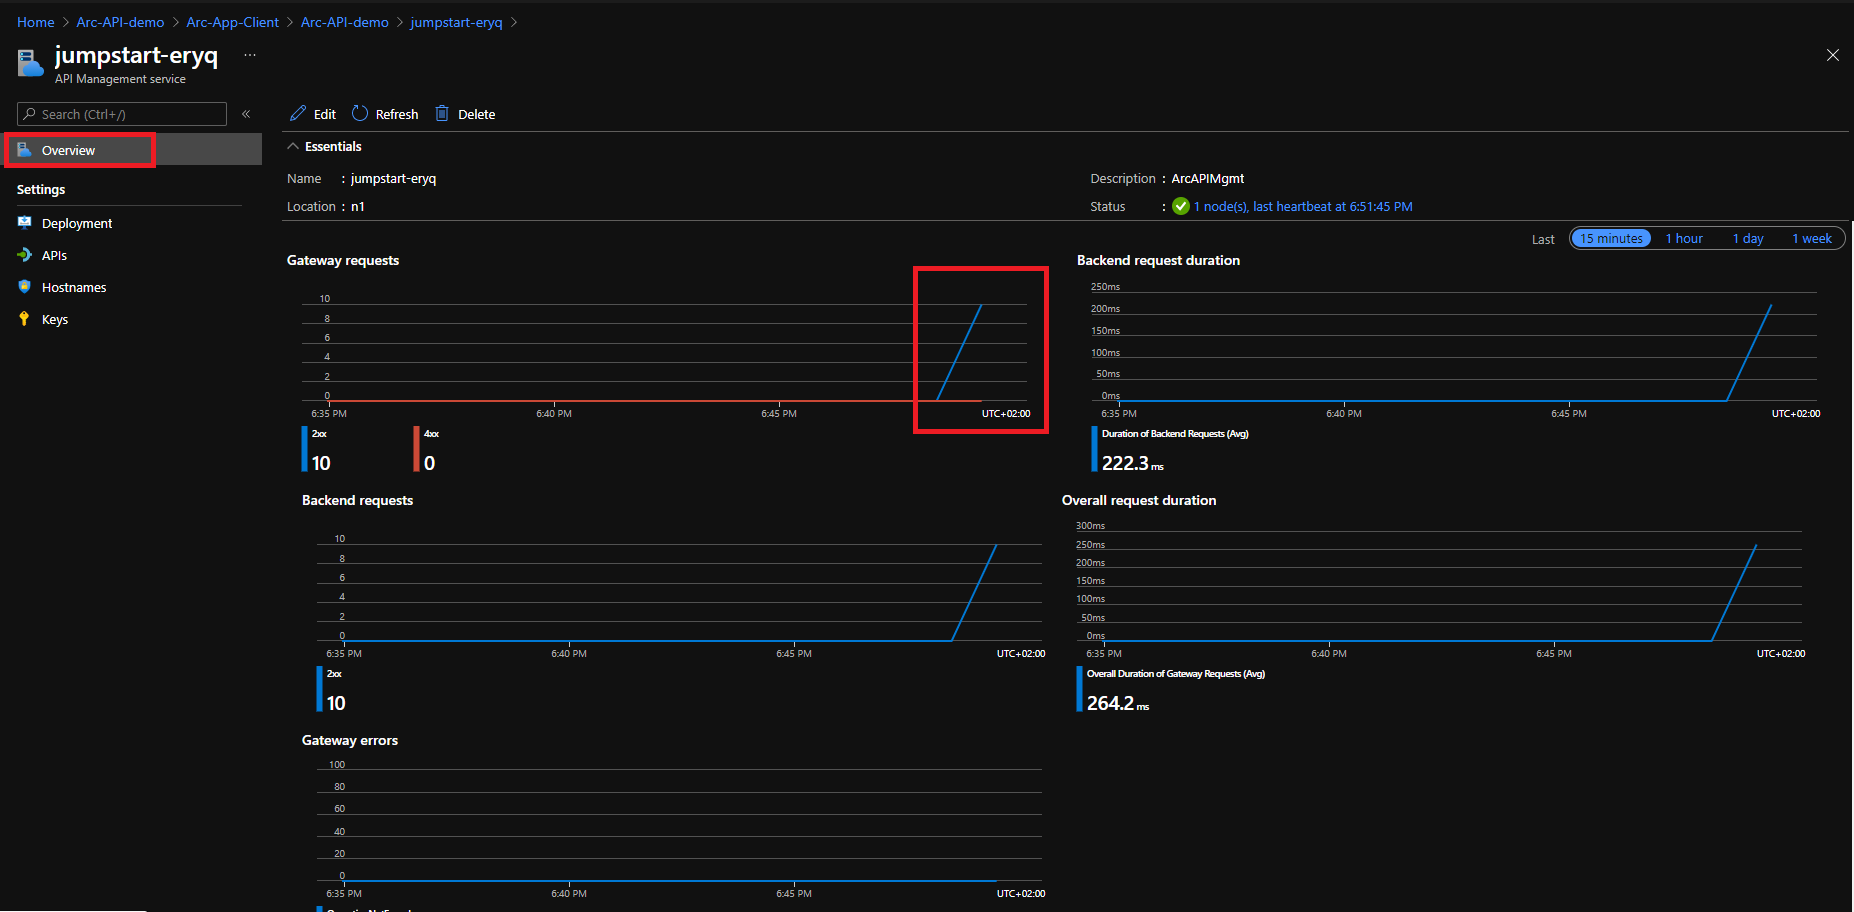 Home > Arc-API-demo > Arc-App-Client > Arc-API-demo > jumpstart-eryq >
jumpstart-eryq ...
API Management service
Search (Ctrl+/) «
Overview
Settings
Deployment
APIs
Hostnames
Keys
Edit Refresh Delete
Essentials
Name : jumpstart-eryq
Location : n1
Description : ArcAPIMgmt
Status : 1 node(s), last heartbeat at 6:51:45 PM
Last 15 minutes 1 hour 1 day 1 week
Gateway requests
10
8
6
4
2
0
6:35 PM 6:40 PM 6:45 PM UTC+02:00
2xx 4xx
10 0
Backend request duration
250ms
200ms
150ms
100ms
50ms
0ms
6:35 PM 6:40 PM 6:45 PM UTC+02:00
Duration of Backend Requests (Avg)
222.3 ms
Backend requests
10
8
6
4
2
0
6:35 PM 6:40 PM 6:45 PM UTC+02:00
2xx
10
Overall request duration
300ms
250ms
200ms
150ms
100ms
50ms
0ms
6:35 PM 6:40 PM 6:45 PM UTC+02:00
Overall Duration of Gateway Requests (Avg)
264.2 ms
Gateway errors
100
80
60
40
20
0
6:35 PM 6:40 PM 6:45 PM UTC+02:00